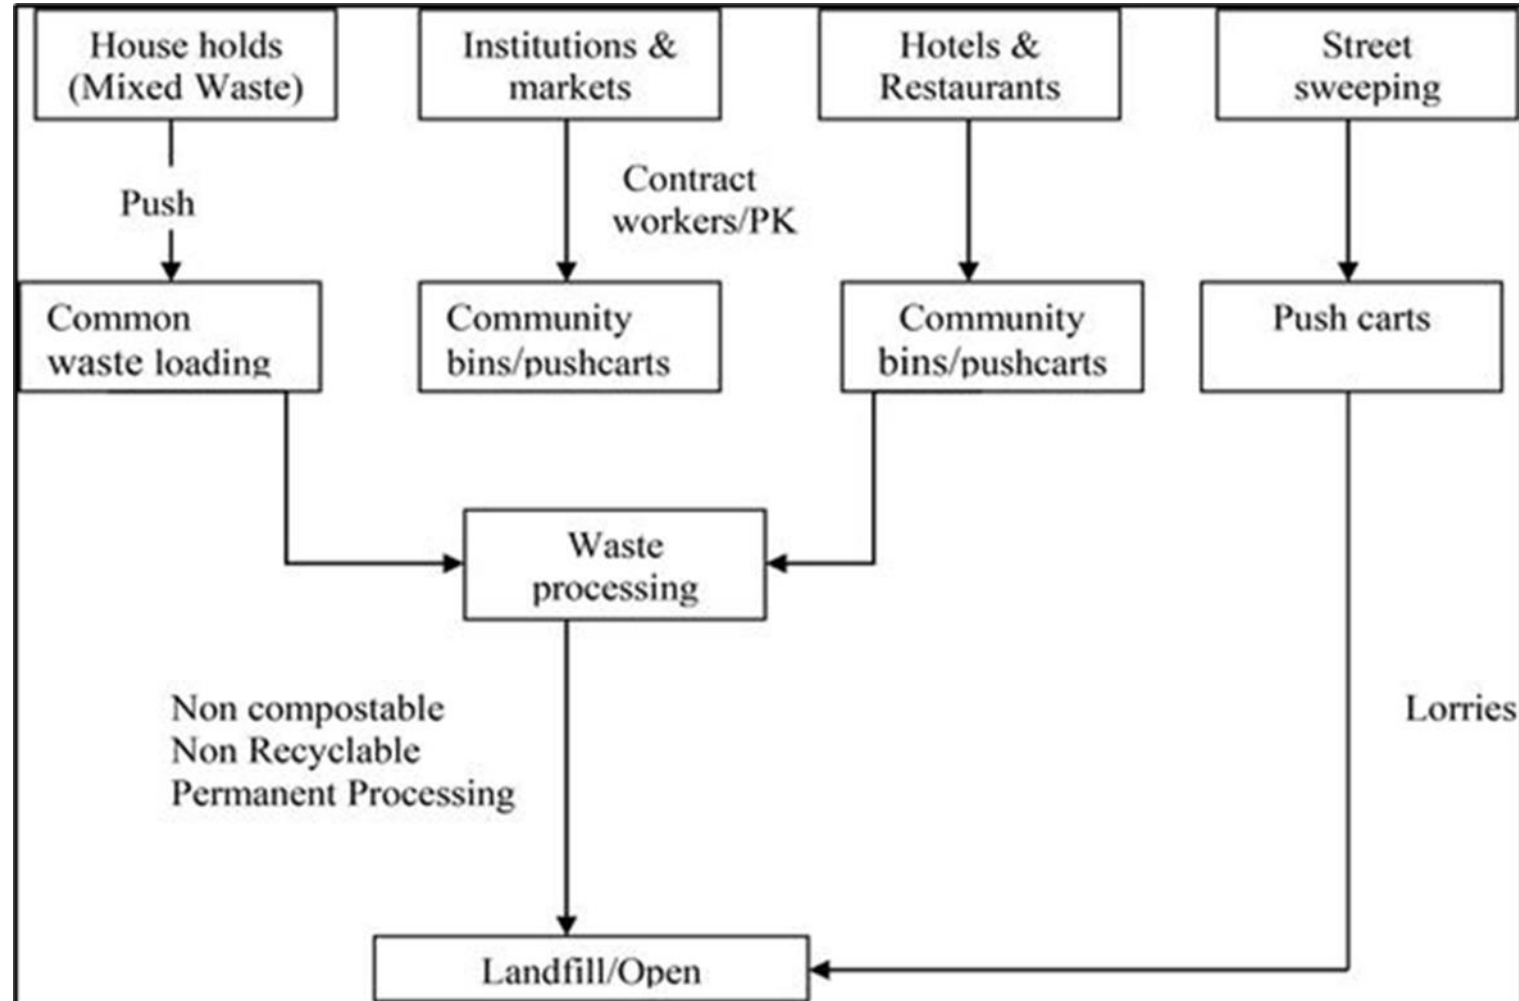 House holds
(Mixed Waste)
Institutions &
markets
Hotels &
Restaurants
Street
sweeping
Push
Contract
workers/PK
Common
waste loading
Community
bins/pushcarts
Community
bins/pushcarts
Push carts
Waste
processing
Non compostable
Non Recyclable
Permanent Processing
Lorries
Landfill/Open